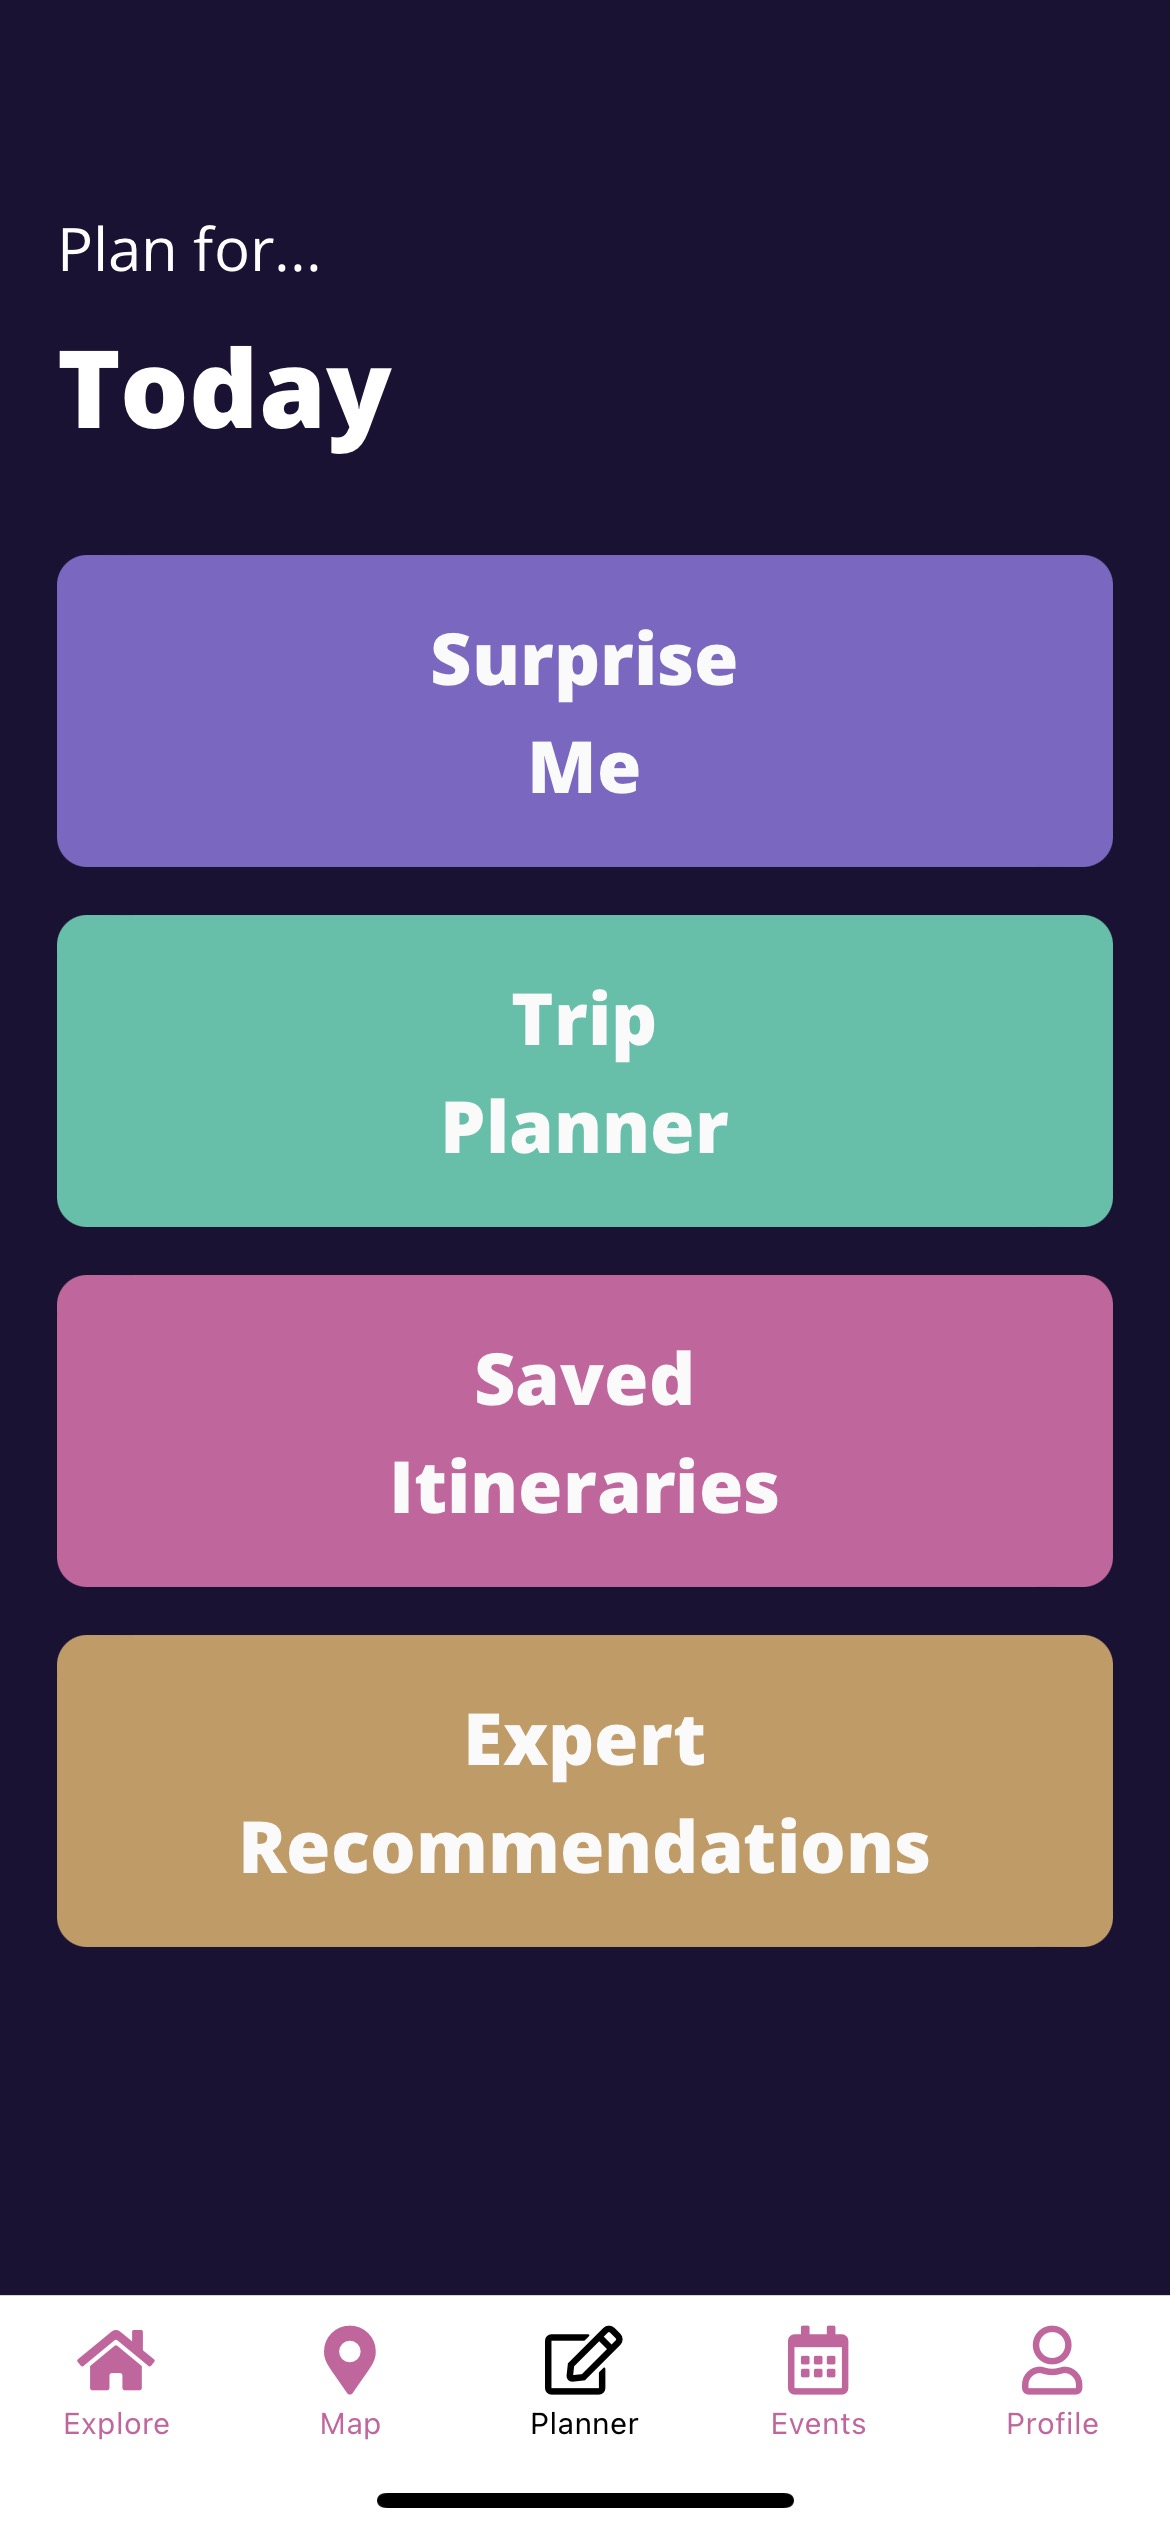 Plan for...
Today
Surprise
Me
Trip
Planner
Saved
Itineraries
Expert
Recommendations
Explore
Map
Planner
Events
Profile